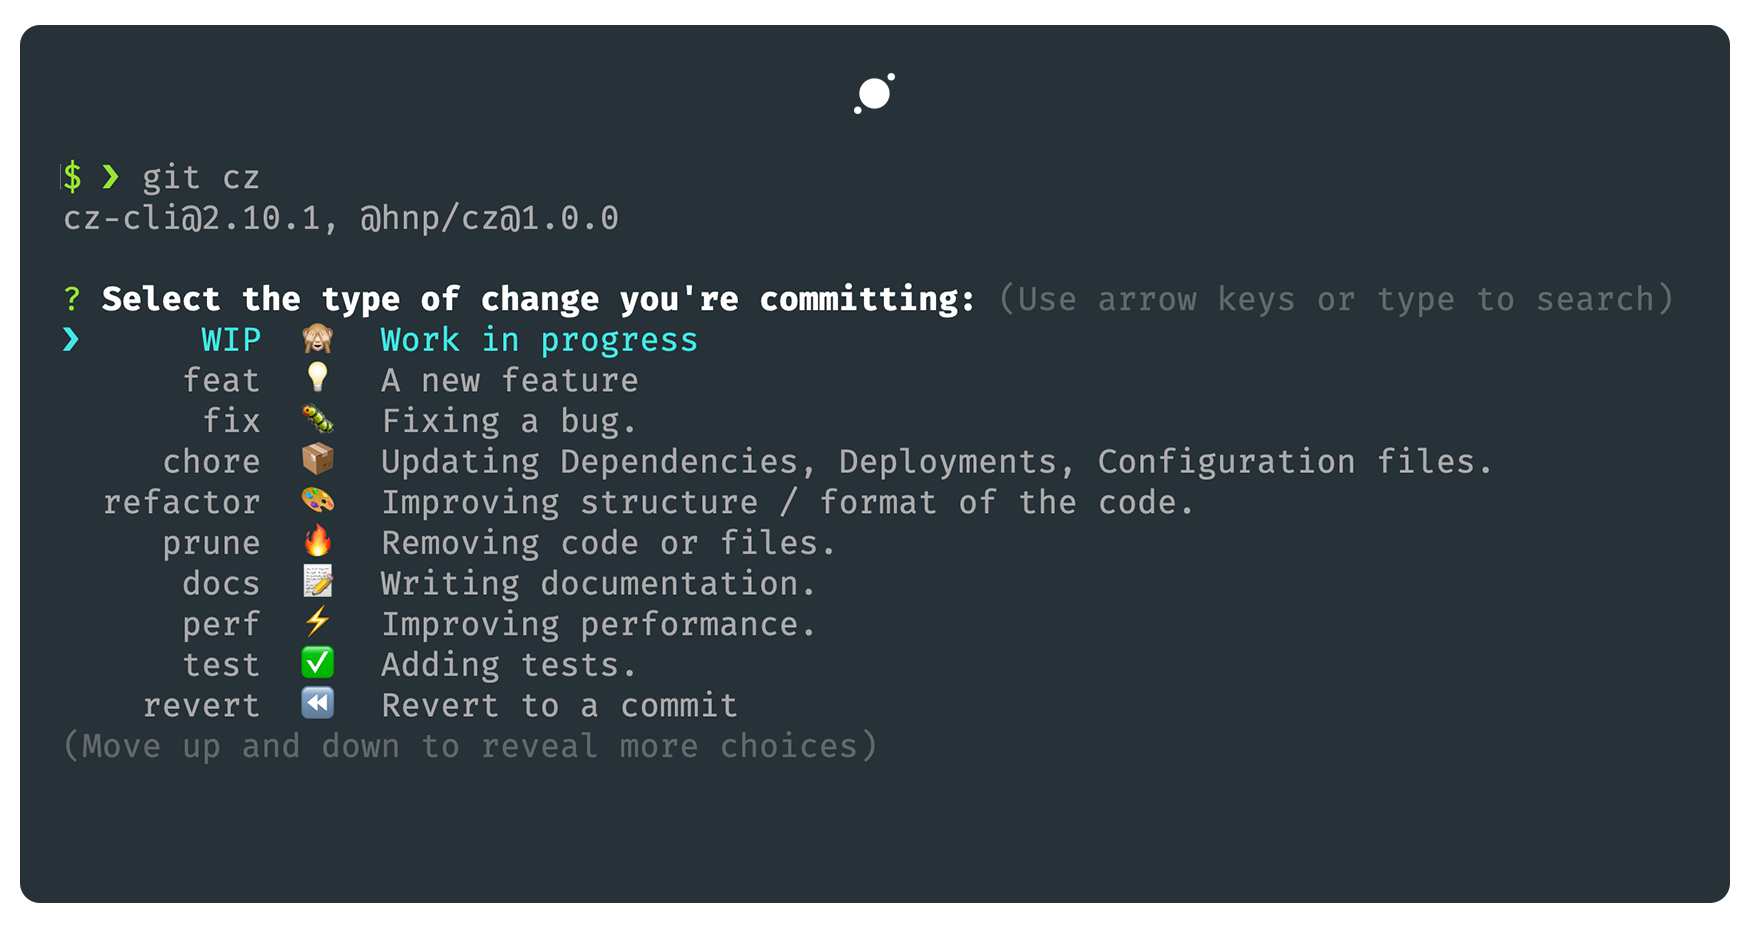 $ ❯ git cz
cz-cli@2.10.1, @hnp/cz@1.0.0
? Select the type of change you're committing: (Use arrow keys or type to search)
❯ WIP 🙈 Work in progress
feat 💡 A new feature
fix 🐛 Fixing a bug.
chore 📦 Updating Dependencies, Deployments, Configuration files.
refactor 🎨 Improving structure / format of the code.
prune 🔥 Removing code or files.
docs 📝 Writing documentation.
perf ⚡ Improving performance.
test ✅ Adding tests.
revert ⏪ Revert to a commit
(Move up and down to reveal more choices)